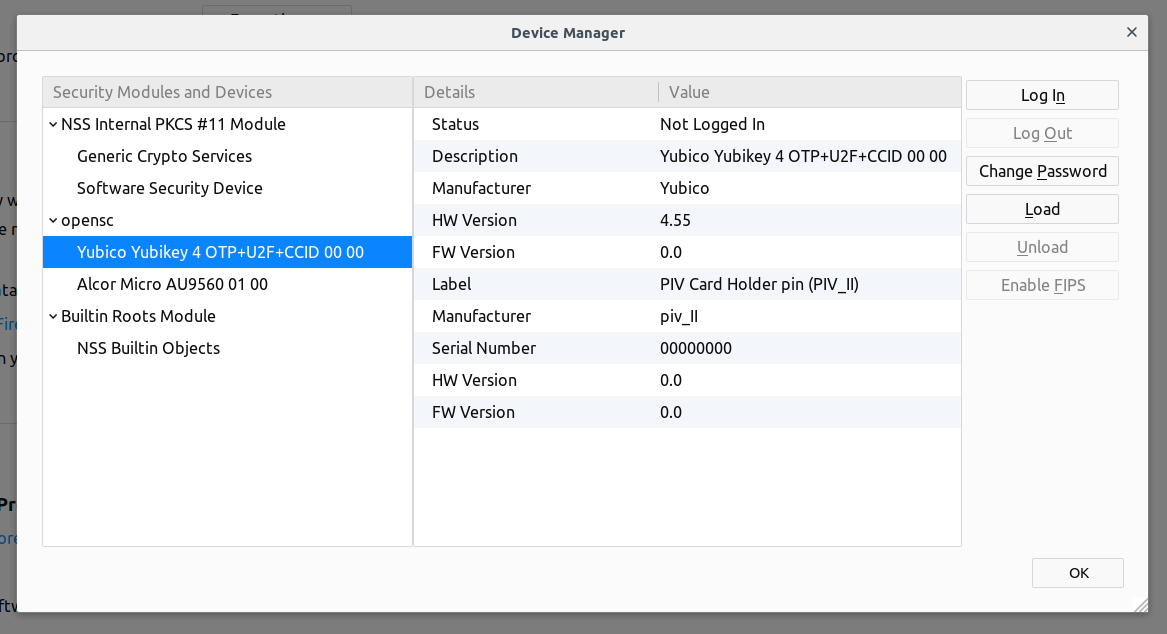 Device Manager
Security Modules and Devices
Details Value
Log In
NSS Internal PKCS #11 Module
Status Not Logged In
Log Out
Generic Crypto Services
Description Yubico Yubikey 4 OTP+U2F+CCID 00 00
Change Password
Software Security Device
Manufacturer Yubico
Load
opensc
HW Version 4.55
Unload
Yubico Yubikey 4 OTP+U2F+CCID 00 00
FW Version 0.0
Enable FIPS
Alcor Micro AU9560 01 00
Label PIV Card Holder pin (PIV_II)
Builtin Roots Module
Manufacturer piv_II
NSS Builtin Objects
Serial Number 00000000
HW Version 0.0
FW Version 0.0
OK